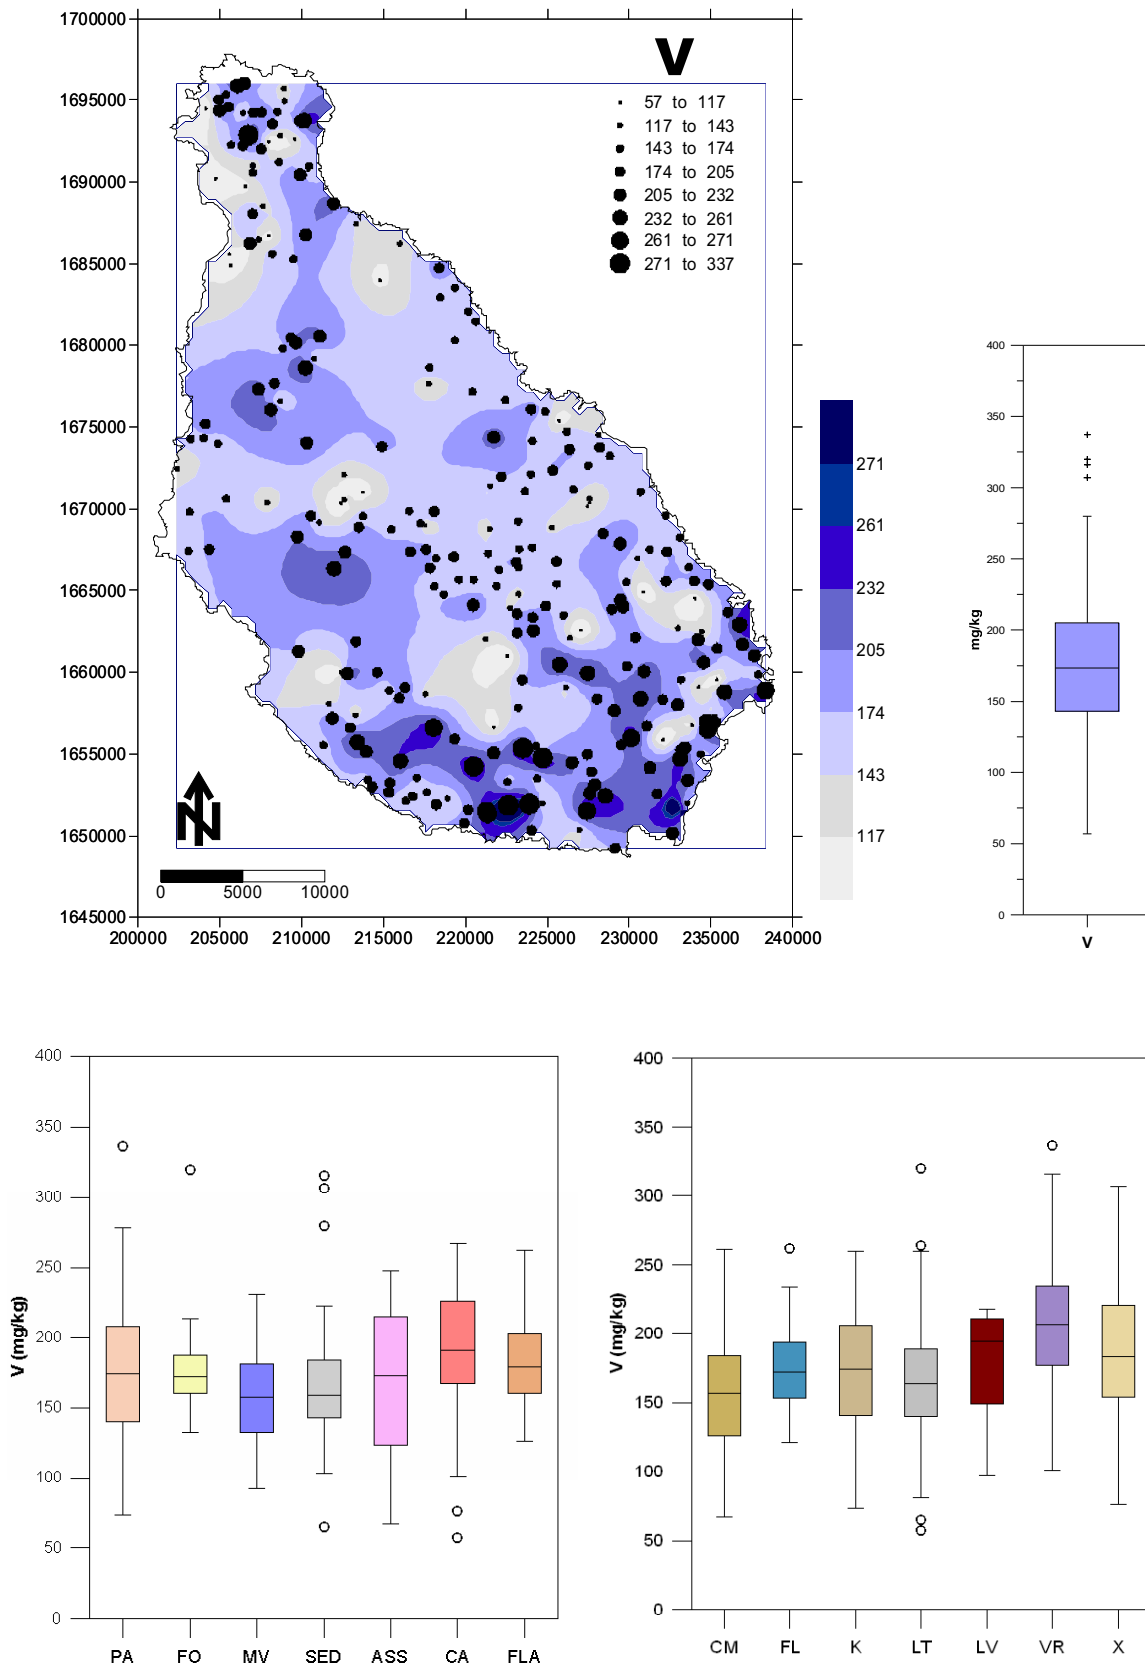 1700000
1695000
1690000
1685000
1680000
1675000
1670000
1665000
1660000
1655000
1650000
1645000
200000 205000 210000 215000 220000 225000 230000 235000 240000
V
57 to 117
117 to 143
143 to 174
174 to 205
205 to 232
232 to 261
261 to 271
271 to 337
N
0 5000 10000
271
261
232
205
174
143
117
400
350
300
250
200
150
100
50
0
mg/kg
V
400
350
300
250
200
150
100
50
0
V (mg/kg)
PA FO MV SED ASS CA FLA
400
350
300
250
200
150
100
50
0
V (mg/kg)
CM FL K LT LV VR X